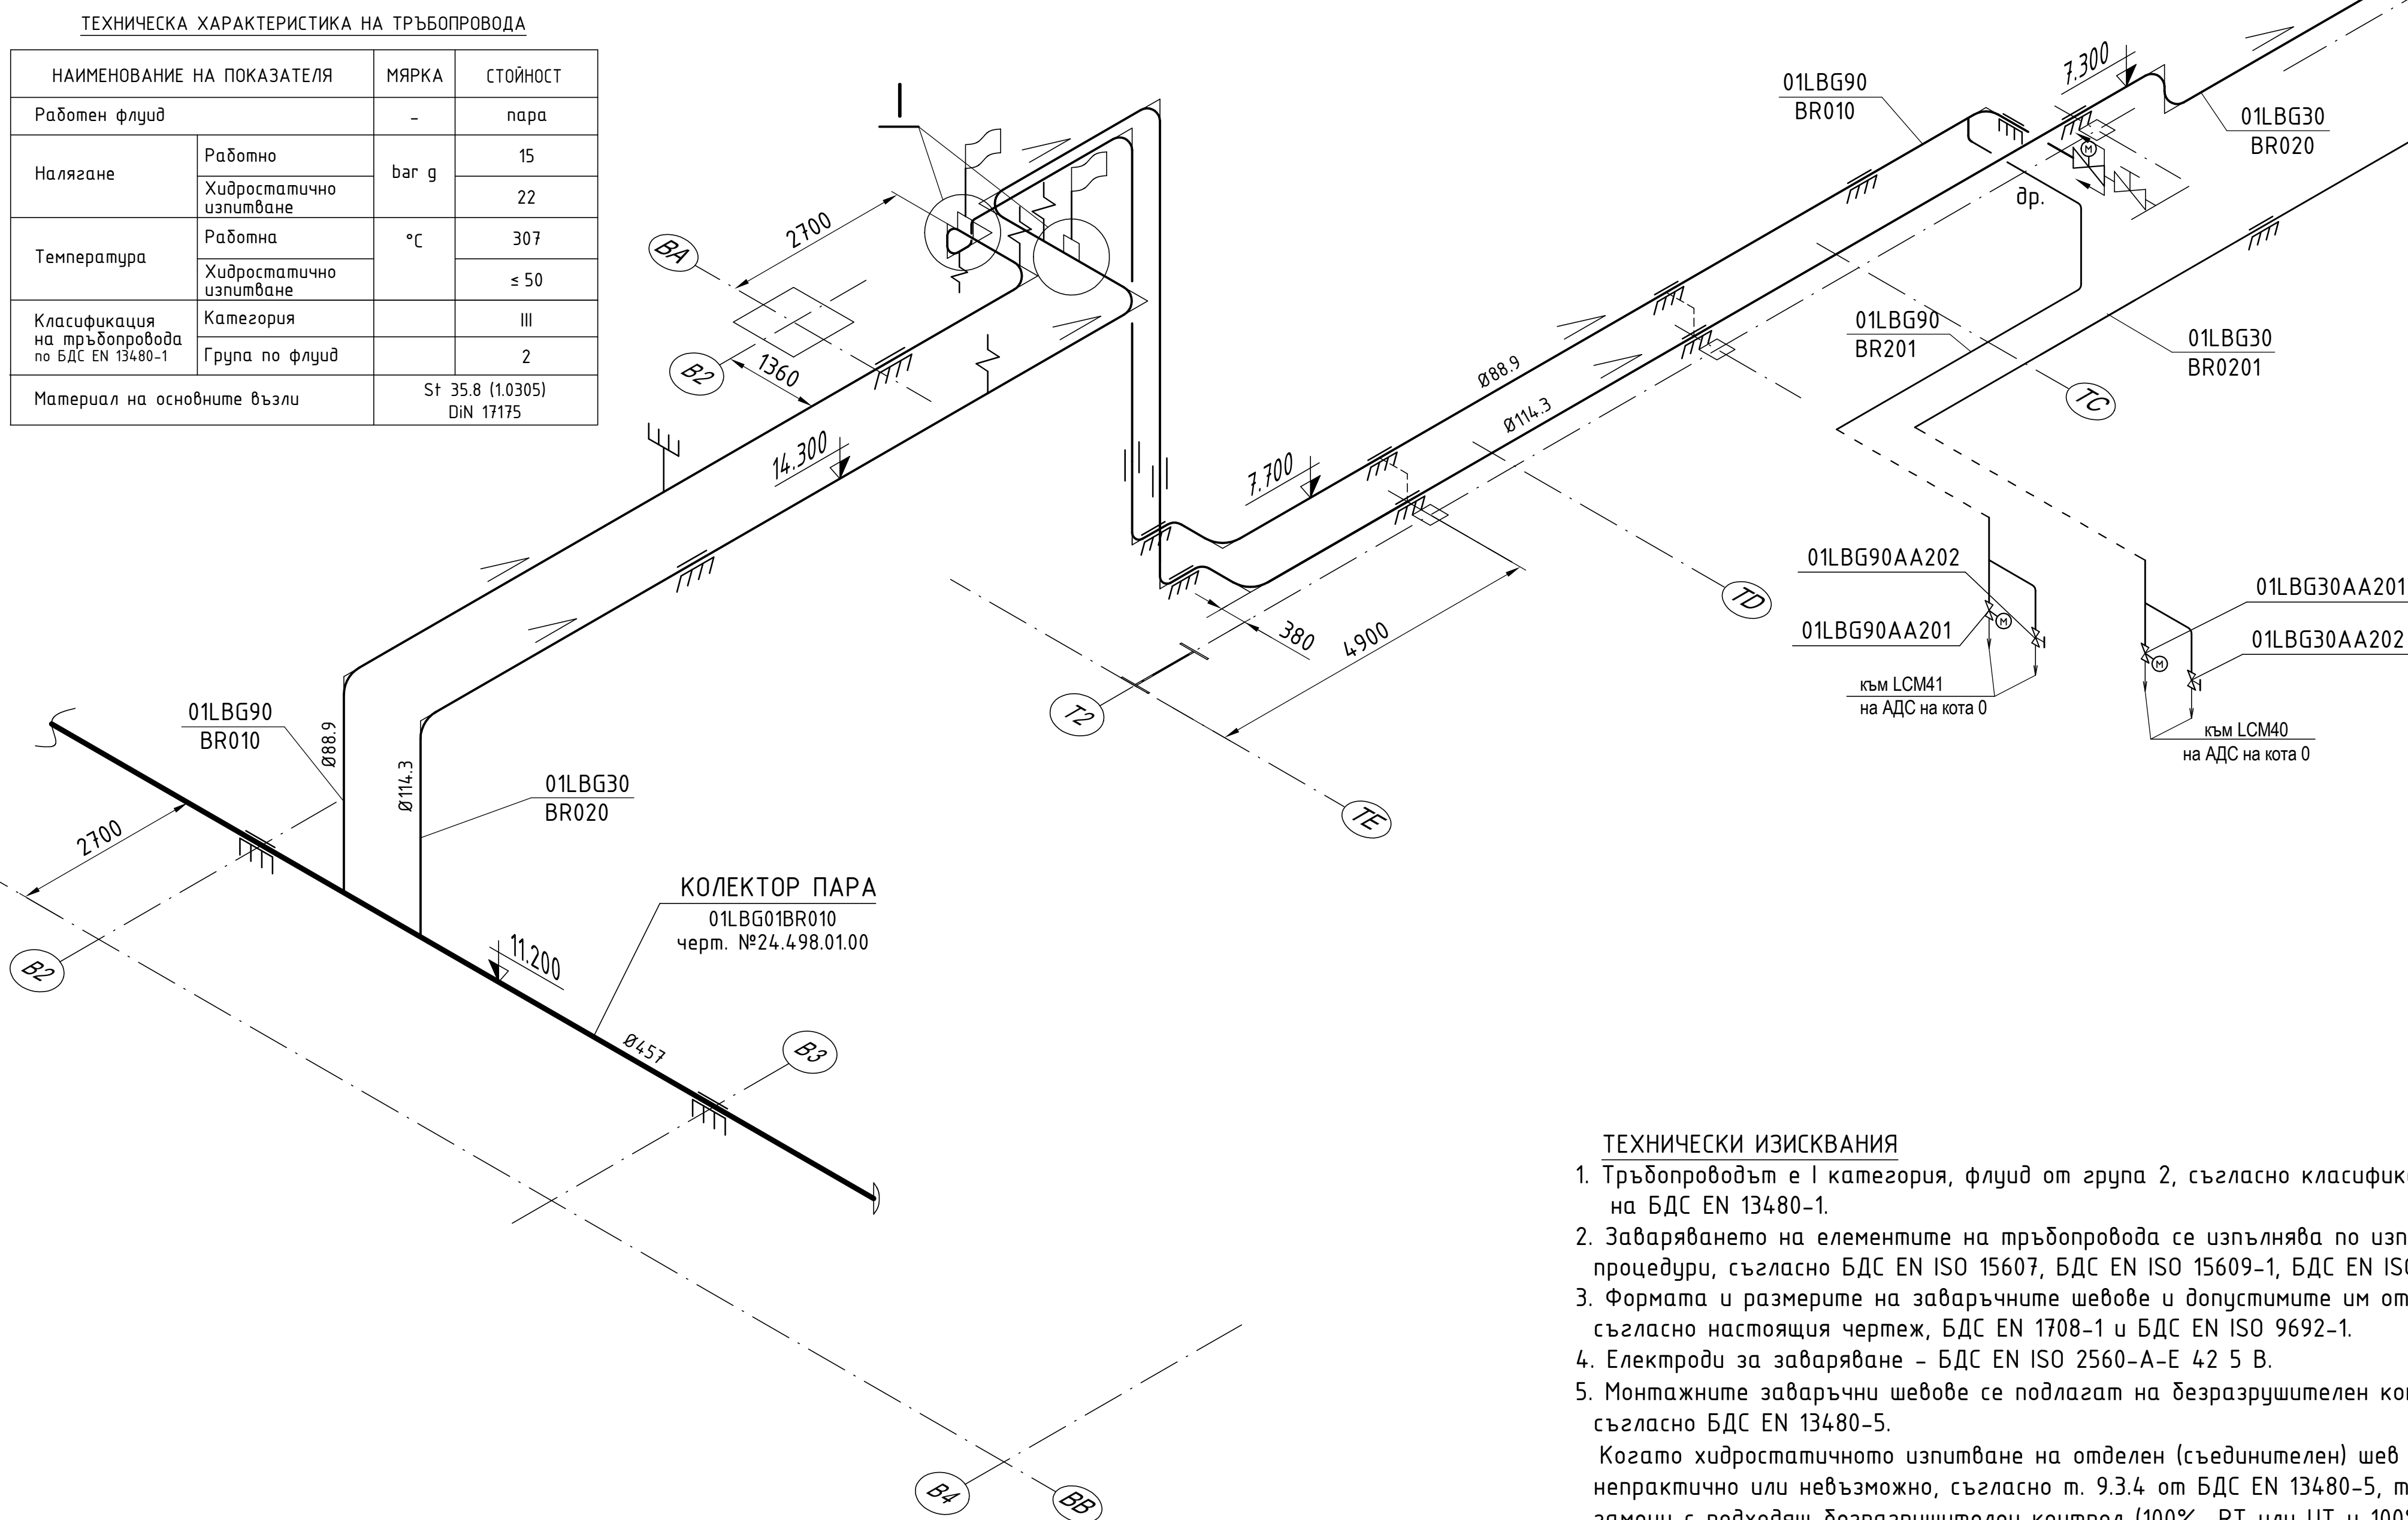 ТЕХНИЧЕСКА ХАРАКТЕРИСТИКА НА ТРЪБОПРОВОДА
НАИМЕНОВАНИЕ НА ПОКАЗАТЕЛЯ МЯРКА СТОЙНОСТ
Работен флуид – пара
Налягане Работно bar g 15
Хидростатично
изпитване 22
Температура Работна °C 307
Хидростатично
изпитване ≤ 50
Класификация
на тръбопровода
по БДС EN 13480-1
Категория III
Група по флуид 2
Материал на основните възли St 35.8 (1.0305)
DiN 17175
I
2700
BA
B2
1360
14.300
01LBG90
BR010
7.300
01LBG30
BR020
M
др.
01LBG90
BR201
01LBG30
BR0201
TC
Ø88.9
Ø114.3
7.700
TD
380
4900
T2
TE
01LBG90AA202
01LBG90AA201
M
към LCM41
на АДС на кота 0
01LBG30AA201
01LBG30AA202
M
към LCM40
на АДС на кота 0
01LBG90
BR010
Ø88.9
Ø114.3
01LBG30
BR020
2700
B2
КОЛЕКТОР ПАРА
01LBG01BR010
черт. №24.498.01.00
11.200
Ø457
B3
B4
BB
ТЕХНИЧЕСКИ ИЗИСКВАНИЯ
1. Тръбопроводът е I категория, флуид от група 2, съгласно
на БДС EN 13480-1.
2. Заваряването на елементите на тръбопровода се изпълнява по
процедури, съгласно БДС EN ISO 15607, БДС EN ISO 15609-1, БДС EN
3. Формата и размерите на заваръчните шевове и допустимите им
съгласно настоящия чертеж, БДС EN 1708-1 и БДС EN ISO 9692-1.
4. Електроди за заваряване – БДС EN ISO 2560-A-E 42 5 B.
5. Монтажните заваръчни шевове се подлагат на безразрушителен
съгласно БДС EN 13480-5.
Когато хидростатичното изпитване на отделен (съединителен) шев
непрактично или невъзможно, съгласно т. 9.3.4 от БДС EN 13480-5,
замени с подходящ безразрушителен контрол (100% RT или UT и